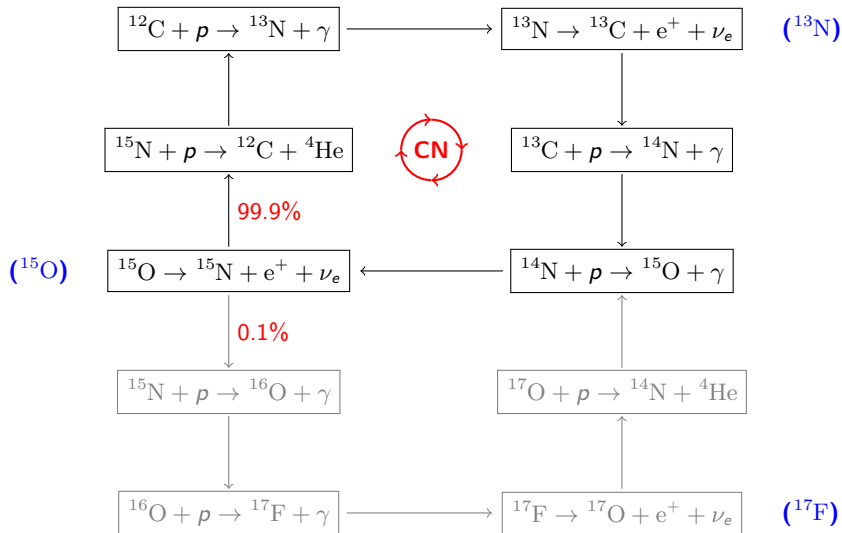 ¹²C + p → ¹³N + γ
¹³N → ¹³C + e⁺ + νₑ
(¹³N)
¹⁵N + p → ¹²C + ⁴He
CN
¹³C + p → ¹⁴N + γ
99.9%
(¹⁵O)
¹⁵O → ¹⁵N + e⁺ + νₑ
¹⁴N + p → ¹⁵O + γ
0.1%
¹⁵N + p → ¹⁶O + γ
¹⁷O + p → ¹⁴N + ⁴He
¹⁶O + p → ¹⁷F + γ
¹⁷F → ¹⁷O + e⁺ + νₑ
(¹⁷F)